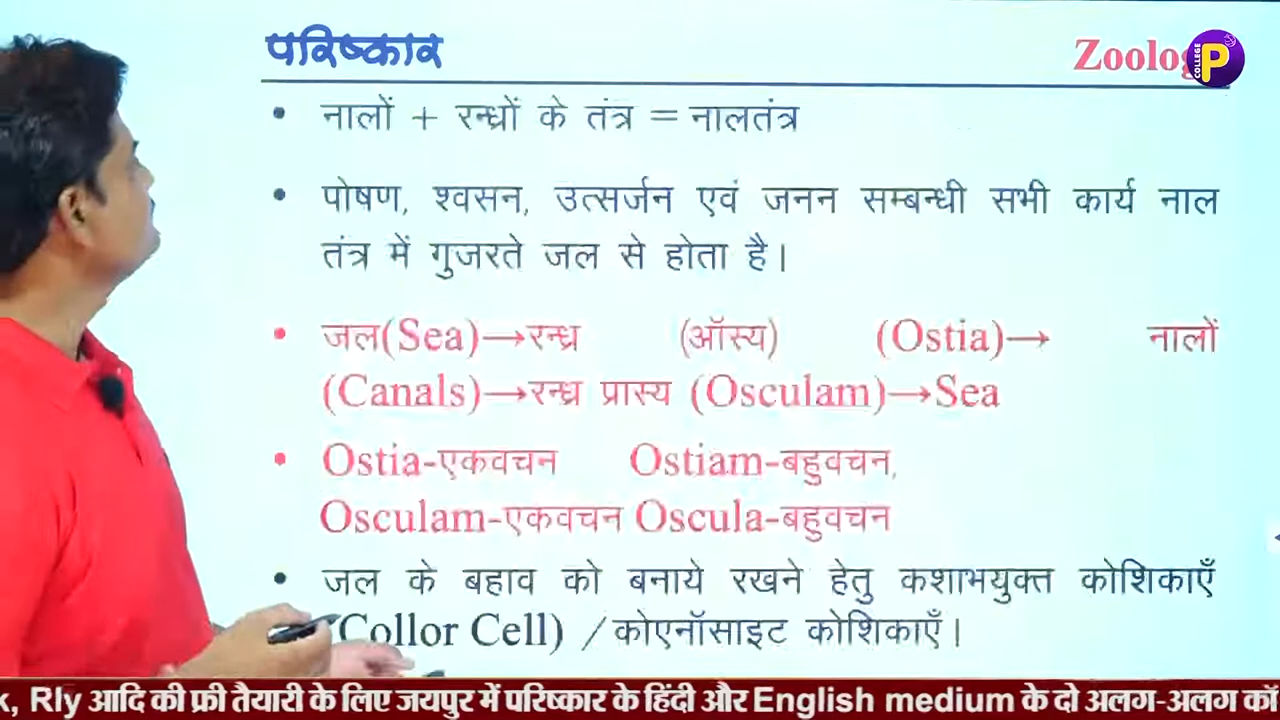 परिष्कार
Zoolog
COLLEGE P
• नालों + रन्ध्रों के तंत्र = नालतंत्र
• पोषण, श्वसन, उत्सर्जन एवं जनन सम्बन्धी सभी कार्य नाल
तंत्र में गुजरते जल से होता है।
• जल(Sea)→रन्ध्र (ऑस्य) (Ostia)→ नालों
(Canals)→रन्ध्र प्रास्य (Osculam)→Sea
• Ostia-एकवचन Ostiam-बहुवचन,
Osculam-एकवचन Oscula-बहुवचन
• जल के बहाव को बनाये रखने हेतु कशाभयुक्त कोशिकाएँ
(Collor Cell) /कोएनॉसाइट कोशिकाएँ।
, Rly आदि की फ्री तैयारी के लिए जयपुर में परिष्कार के हिंदी और English medium के दो अलग-अलग